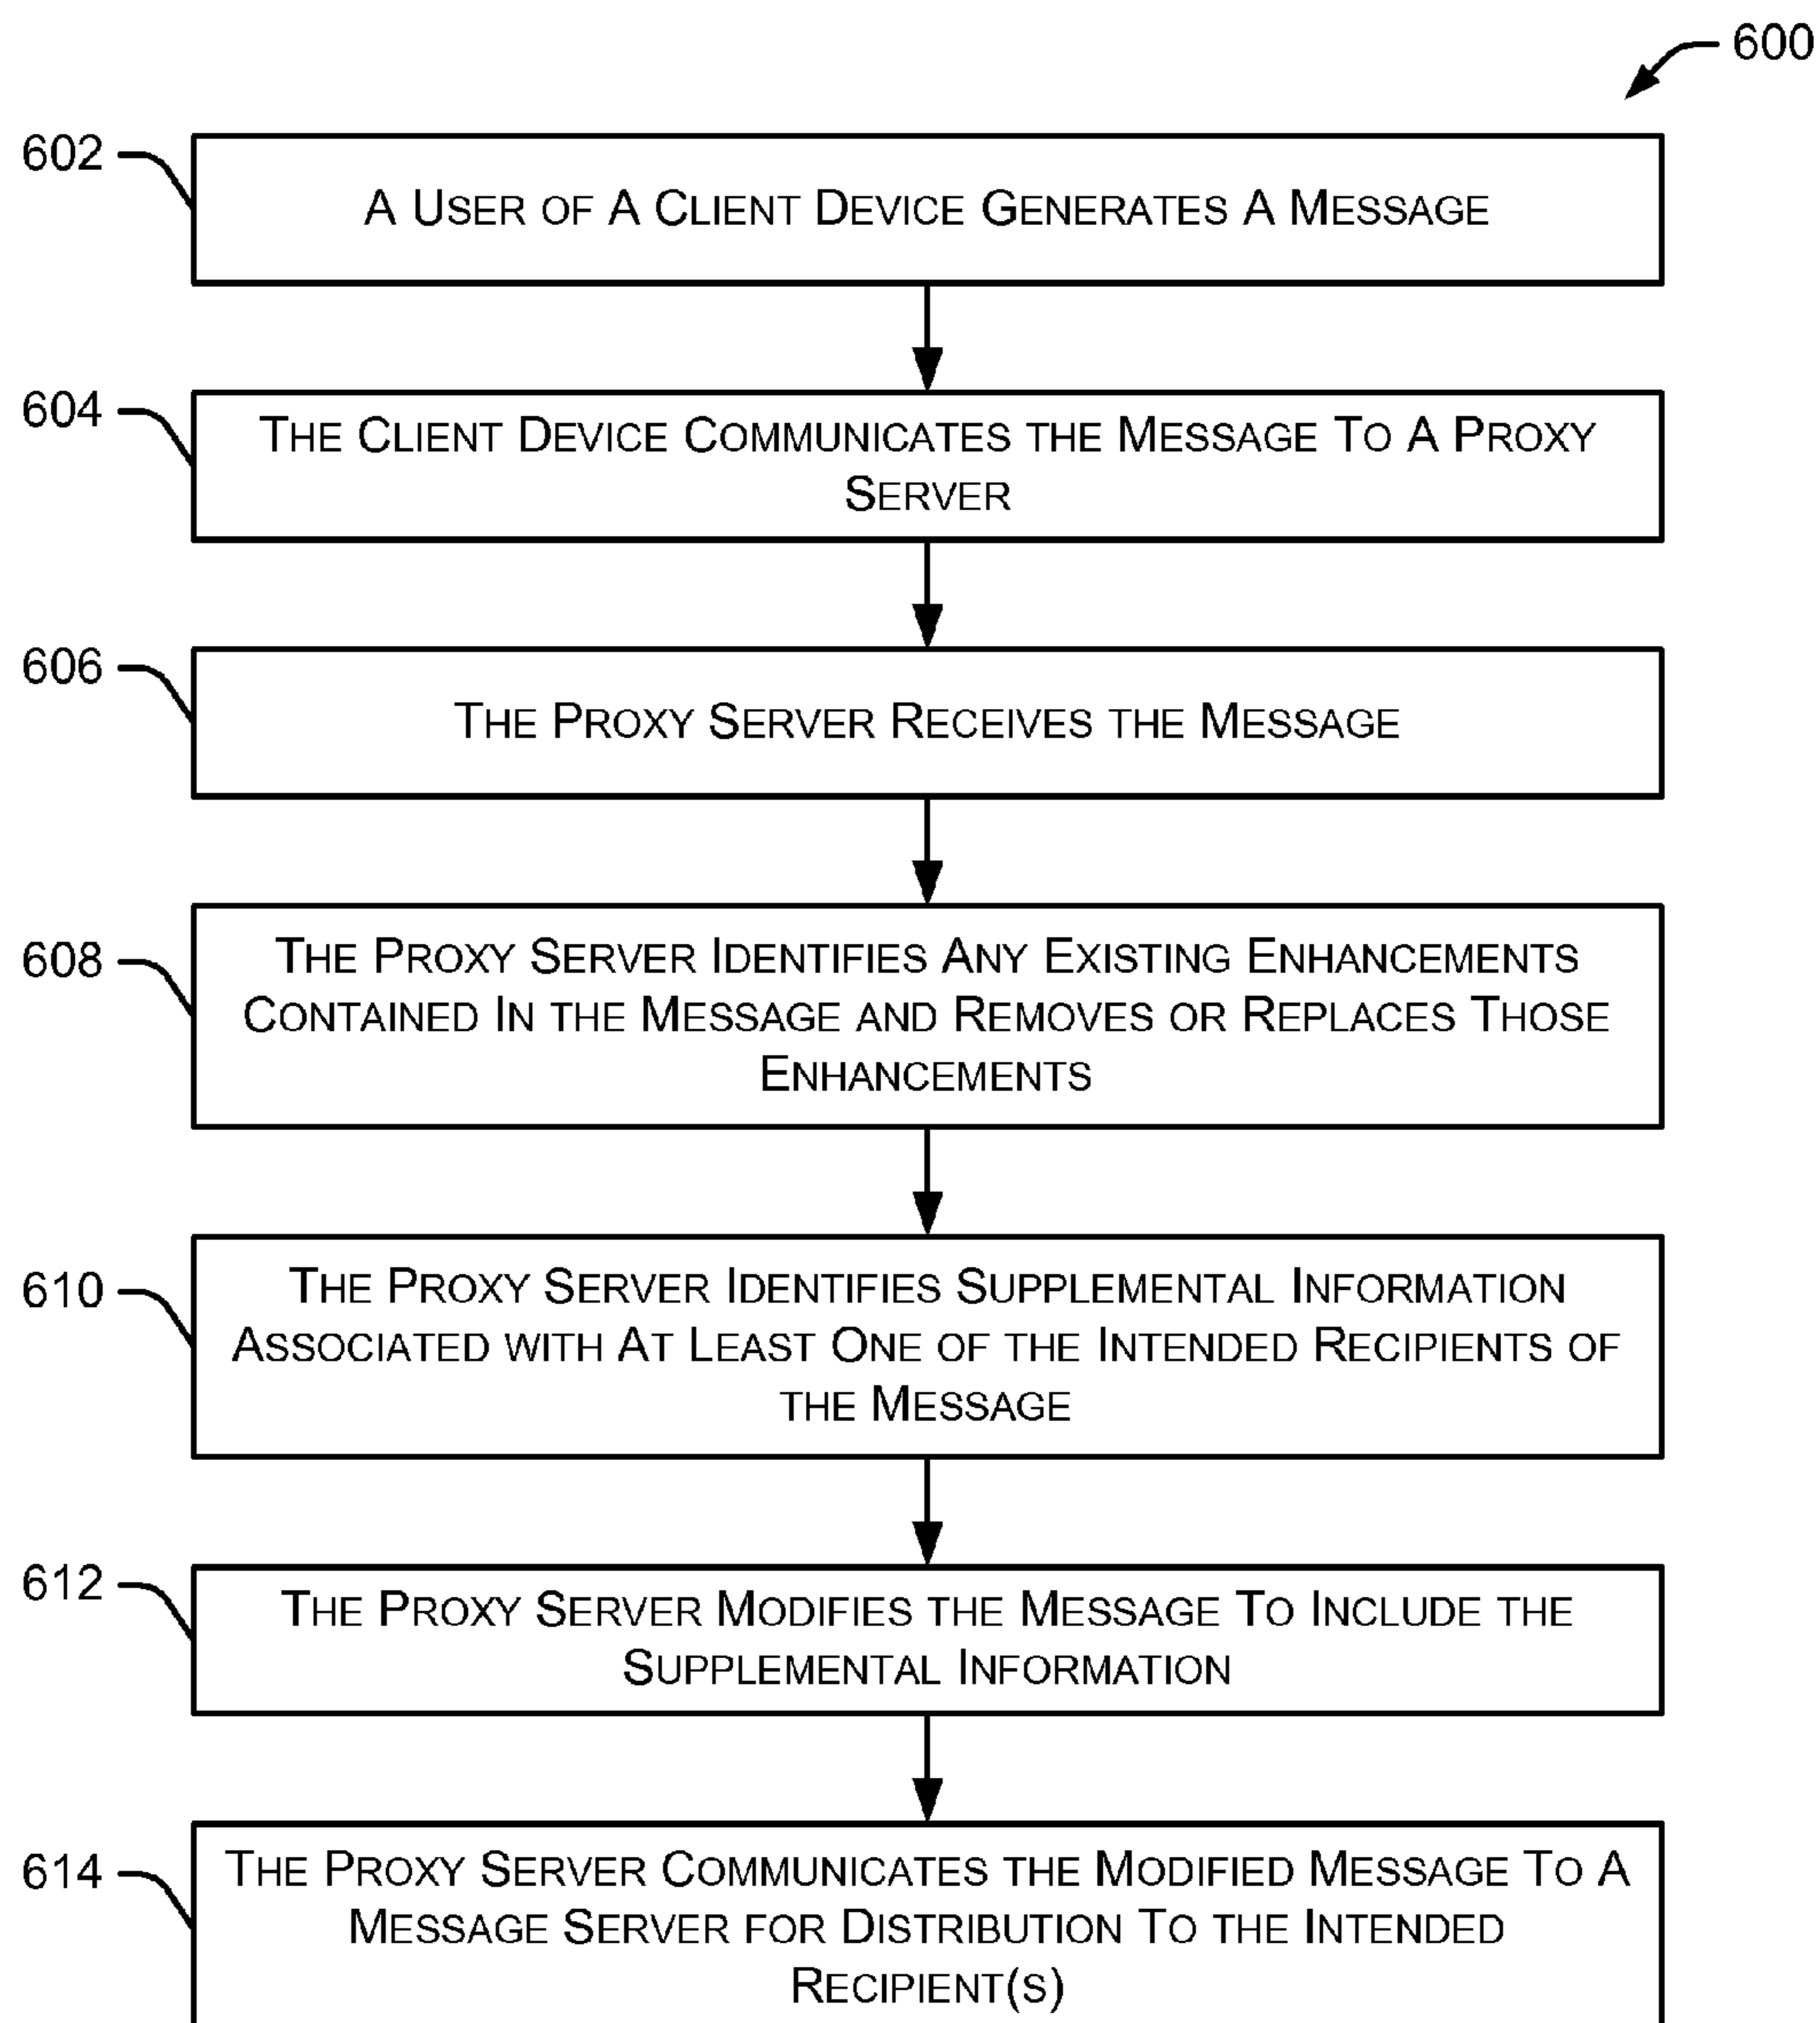 600
602
A USER OF A CLIENT DEVICE GENERATES A MESSAGE
604
THE CLIENT DEVICE COMMUNICATES THE MESSAGE TO A PROXY
SERVER
606
THE PROXY SERVER RECEIVES THE MESSAGE
608
THE PROXY SERVER IDENTIFIES ANY EXISTING ENHANCEMENTS
CONTAINED IN THE MESSAGE AND REMOVES OR REPLACES THOSE
ENHANCEMENTS
610
THE PROXY SERVER IDENTIFIES SUPPLEMENTAL INFORMATION
ASSOCIATED WITH AT LEAST ONE OF THE INTENDED RECIPIENTS OF
THE MESSAGE
612
THE PROXY SERVER MODIFIES THE MESSAGE TO INCLUDE THE
SUPPLEMENTAL INFORMATION
614
THE PROXY SERVER COMMUNICATES THE MODIFIED MESSAGE TO A
MESSAGE SERVER FOR DISTRIBUTION TO THE INTENDED
RECIPIENT(S)